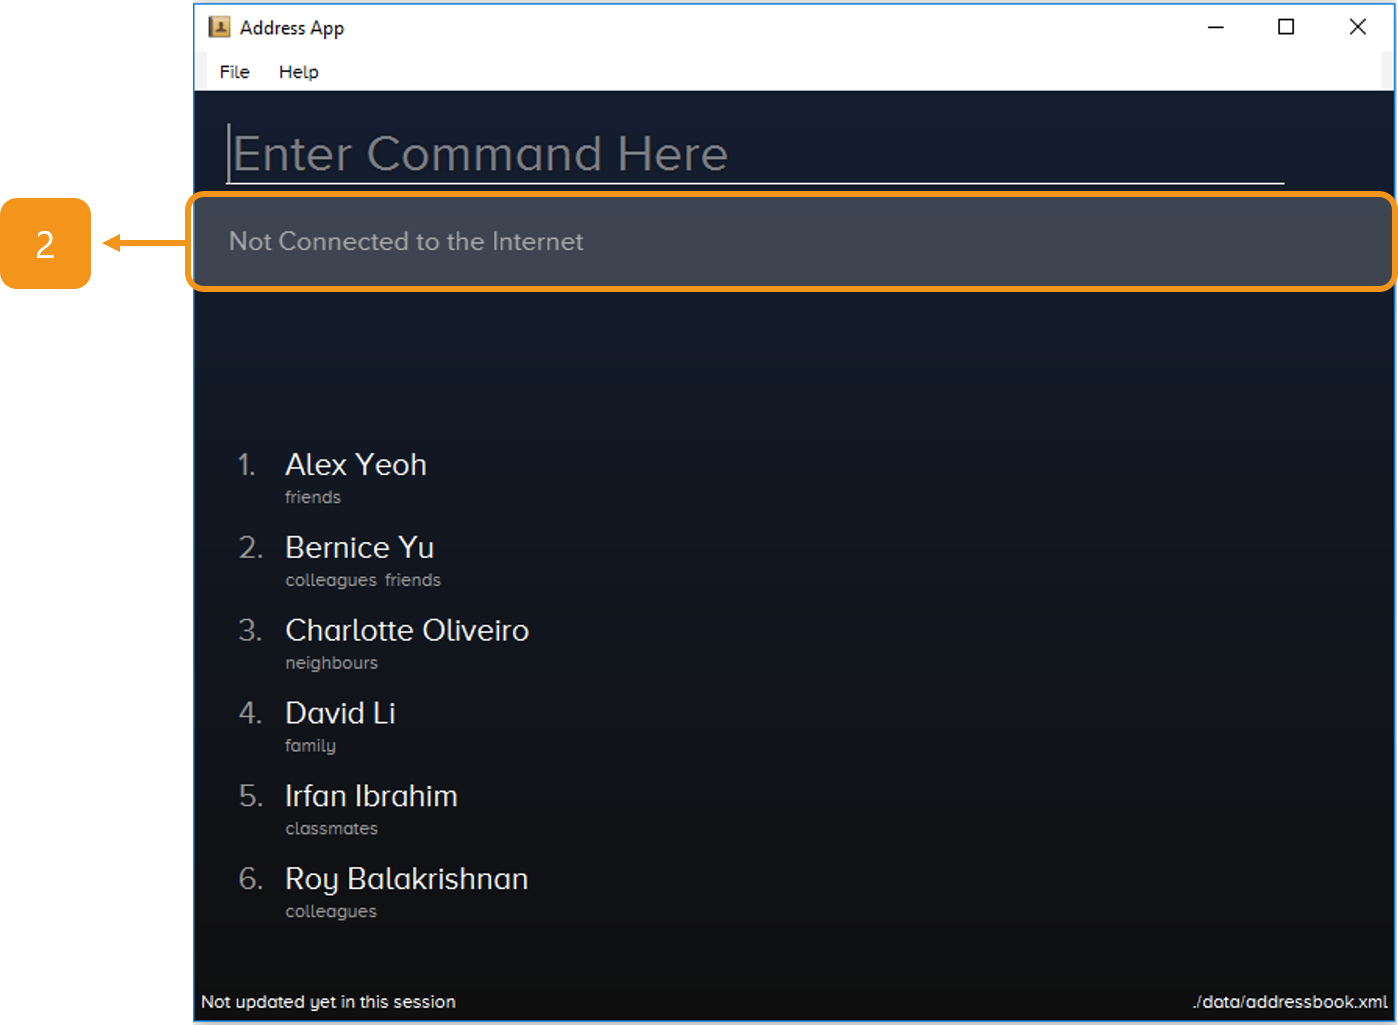 Address App
File Help
Enter Command Here
2
Not Connected to the Internet
1. Alex Yeoh
friends
2. Bernice Yu
colleagues friends
3. Charlotte Oliveiro
neighbours
4. David Li
family
5. Irfan Ibrahim
classmates
6. Roy Balakrishnan
colleagues
Not updated yet in this session ./data/addressbook.xml